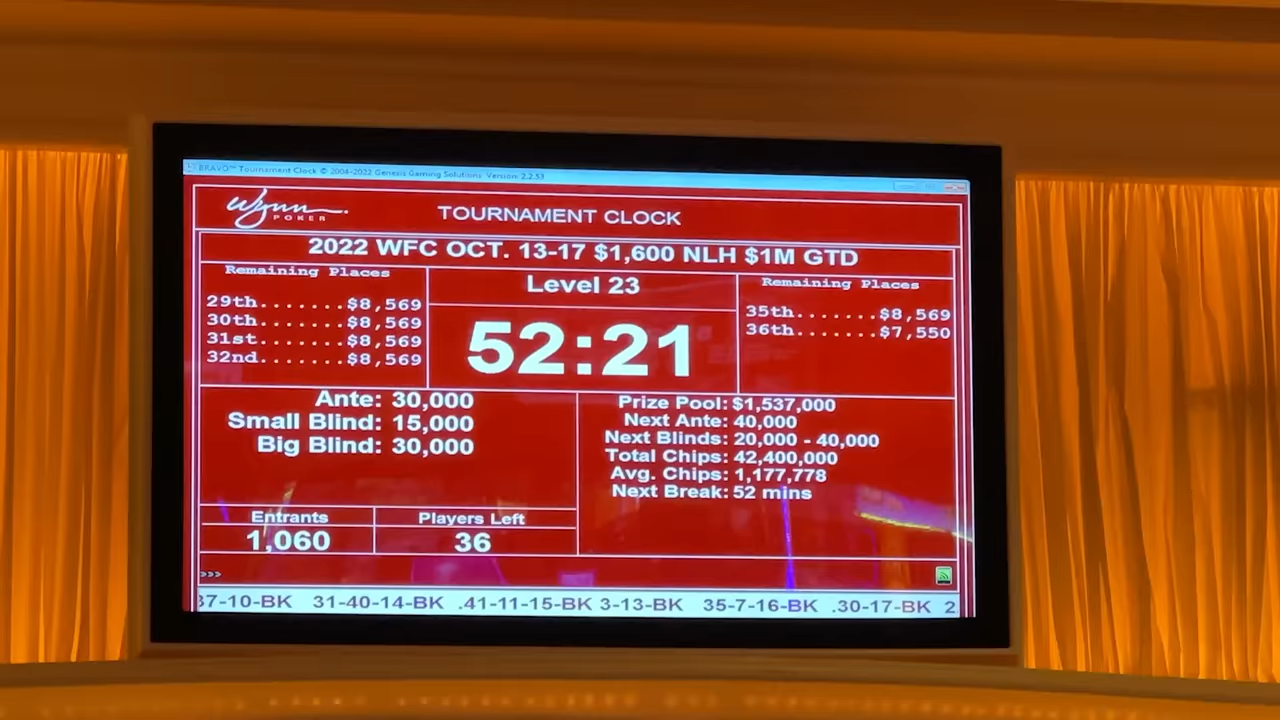 BRAVO™ Tournament Clock © 2004-2022 Genesis Gaming Solutions Version: 2.2.53
Wynn
POKER
TOURNAMENT CLOCK
2022 WFC OCT. 13-17 $1,600 NLH $1M GTD
Remaining Places
29th.......$8,569
30th.......$8,569
31st.......$8,569
32nd.......$8,569
Level 23
52:21
Remaining Places
35th.......$8,569
36th.......$7,550
Ante: 30,000
Small Blind: 15,000
Big Blind: 30,000
Prize Pool: $1,537,000
Next Ante: 40,000
Next Blinds: 20,000 - 40,000
Total Chips: 42,400,000
Avg. Chips: 1,177,778
Next Break: 52 mins
Entrants
1,060
Players Left
36
>>>
37-10-BK 31-40-14-BK .41-11-15-BK 3-13-BK 35-7-16-BK .30-17-BK 2